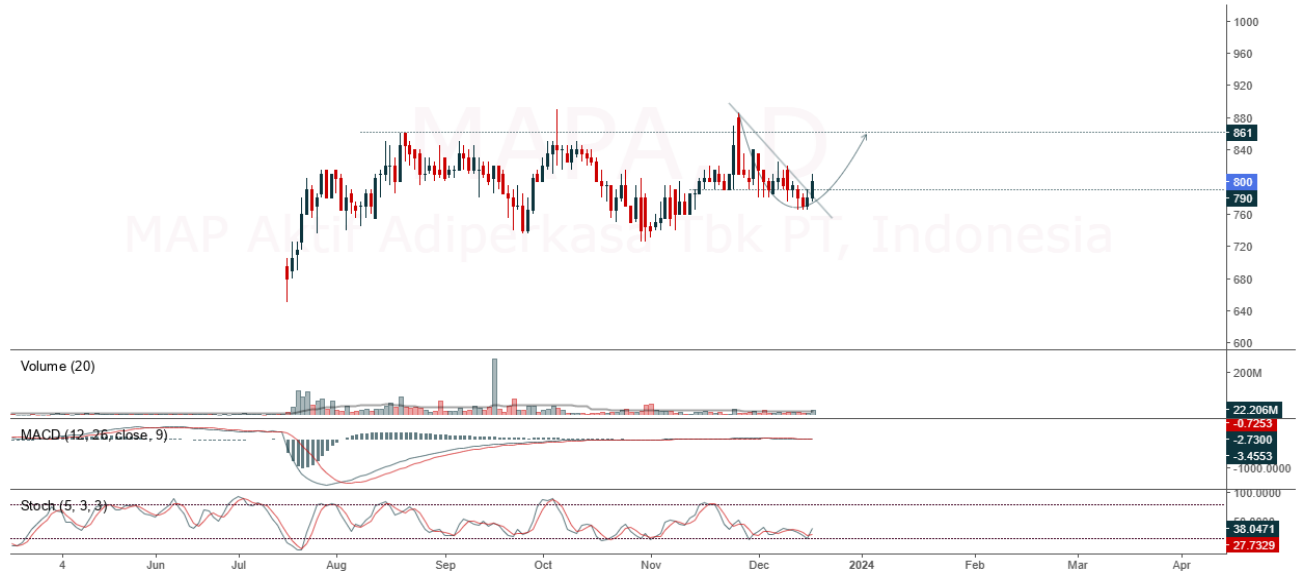 1000
960
920
880
861
840
800
790
760
720
680
640
600
MAPA, D
MAP Aktif Adiperkasa Tbk PT, Indonesia
Volume (20)
200M
22.206M
MACD (12, 26, close, 9)
-0.7253
-2.7300
-3.4553
-1000.0000
Stoch (5, 3, 3)
100.0000
50.0000
38.0471
27.7329
4 Jun Jul Aug Sep Oct Nov Dec 2024 Feb Mar Apr